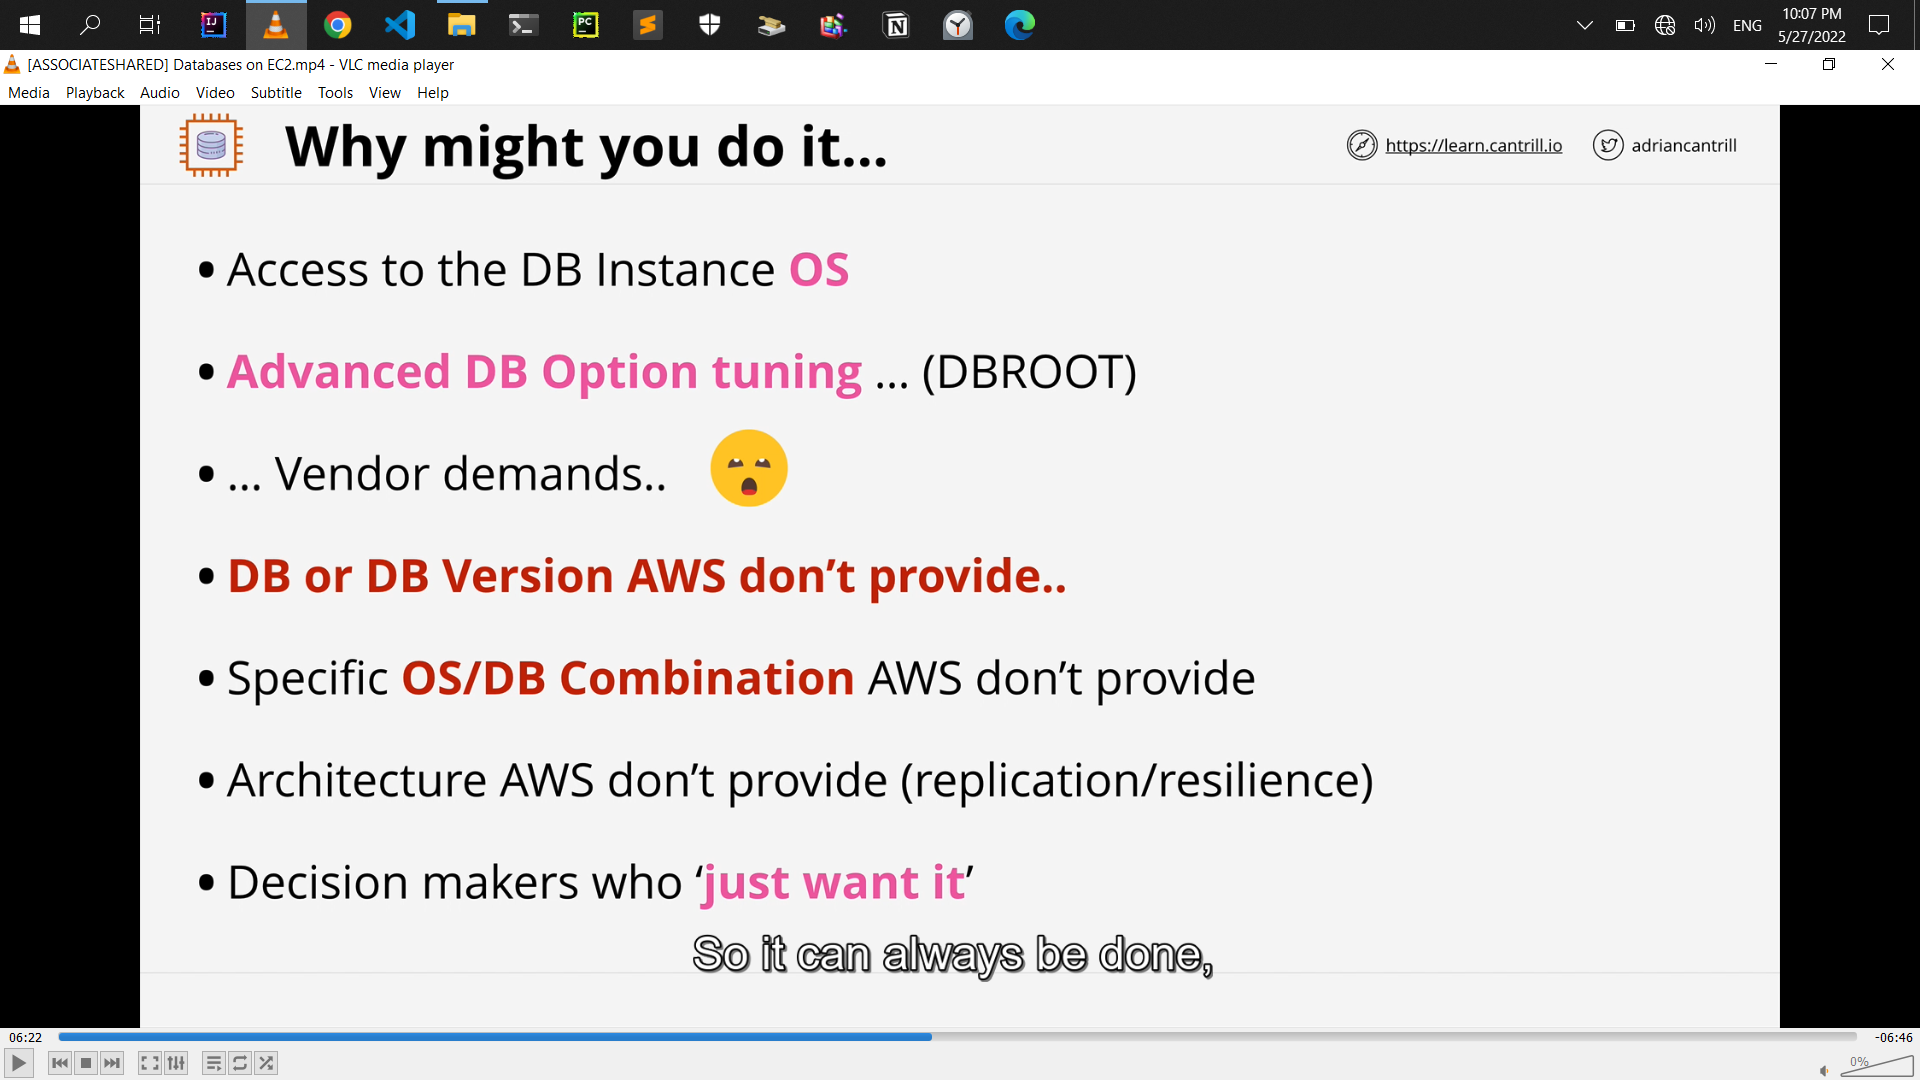 IJ
PC
N
ENG
10:07 PM
5/27/2022
[ASSOCIATESHARED] Databases on EC2.mp4 - VLC media player
Media Playback Audio Video Subtitle Tools View Help
Why might you do it...
https://learn.cantrill.io
adriancantrill
• Access to the DB Instance OS
• Advanced DB Option tuning ... (DBROOT)
• ... Vendor demands..
• DB or DB Version AWS don’t provide..
• Specific OS/DB Combination AWS don’t provide
• Architecture AWS don’t provide (replication/resilience)
• Decision makers who ‘just want it’
So it can always be done,
06:22
-06:46
0%